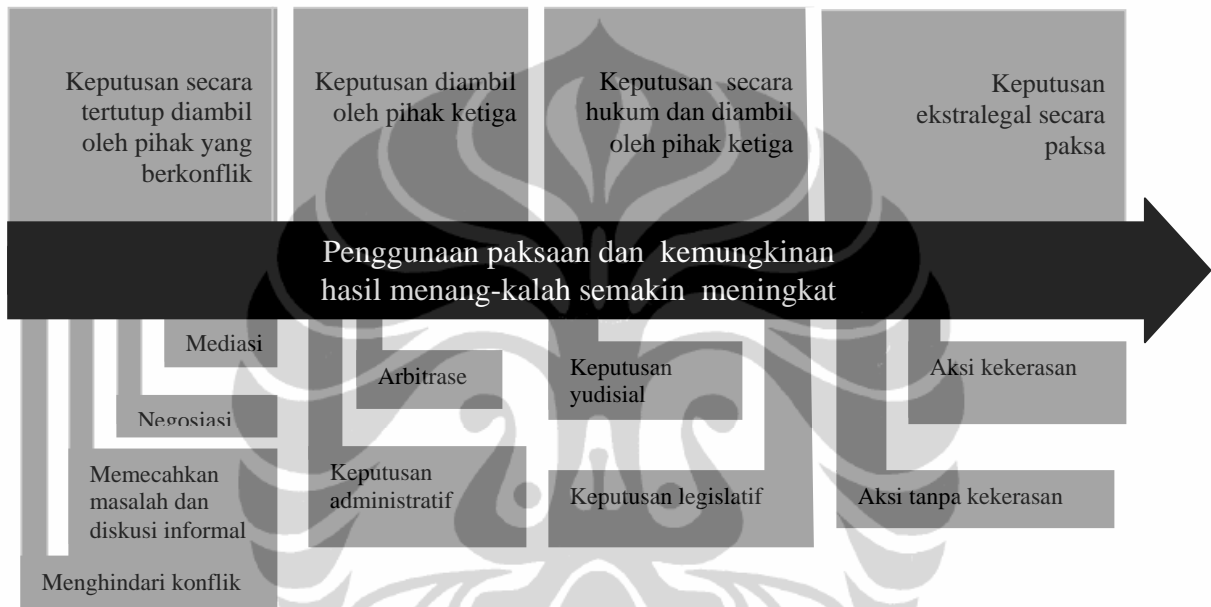 Keputusan secara
tertutup diambil
oleh pihak yang
berkonflik
Keputusan diambil
oleh pihak ketiga
Keputusan secara
hukum dan diambil
oleh pihak ketiga
Keputusan
ekstralegal secara
paksa
Penggunaan paksaan dan kemungkinan
hasil menang-kalah semakin meningkat
Mediasi
Negosiasi
Memecahkan
masalah dan
diskusi informal
Menghindari konflik
Arbitrase
Keputusan
administratif
Keputusan
yudisial
Keputusan legislatif
Aksi kekerasan
Aksi tanpa kekerasan